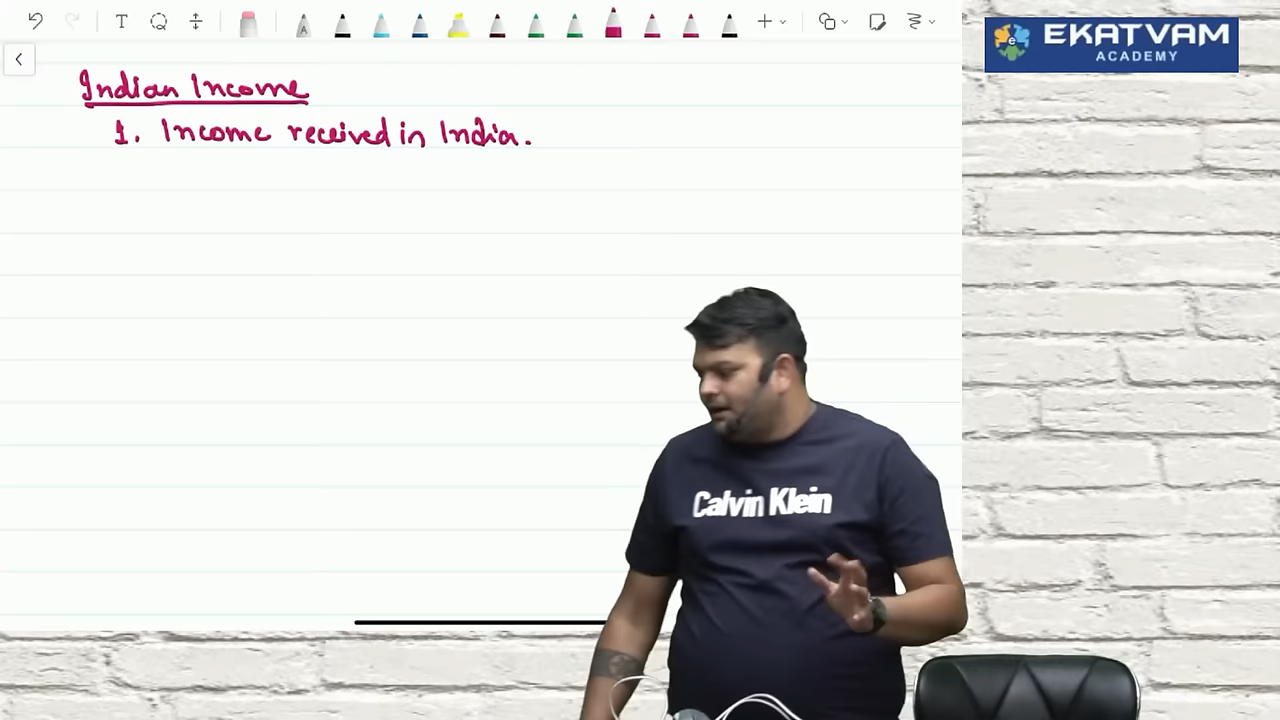 Indian Income
1. Income received in India.
EKATVAM
ACADEMY
Calvin Klein